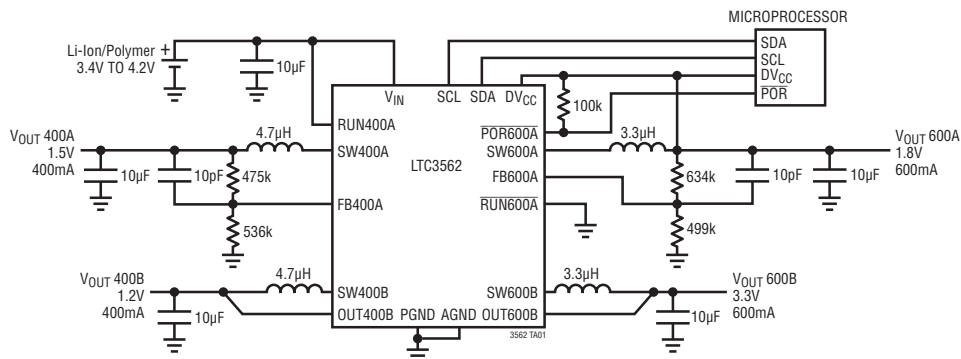 MICROPROCESSOR
SDA
SCL
DVCC
POR
Li-Ion/Polymer +
3.4V TO 4.2V
10µF
VIN SCL SDA DVCC
100k
RUN400A
POR600A
VOUT 400A
1.5V
400mA
4.7µH
SW400A
LTC3562
SW600A
3.3µH
VOUT 600A
1.8V
600mA
10µF
10pF
475k
FB600A
634k
10pF
10µF
FB400A
RUN600A
536k
499k
VOUT 400B
1.2V
400mA
4.7µH
SW400B
SW600B
3.3µH
VOUT 600B
3.3V
600mA
10µF
OUT400B PGND AGND OUT600B
10µF
3562 TA01